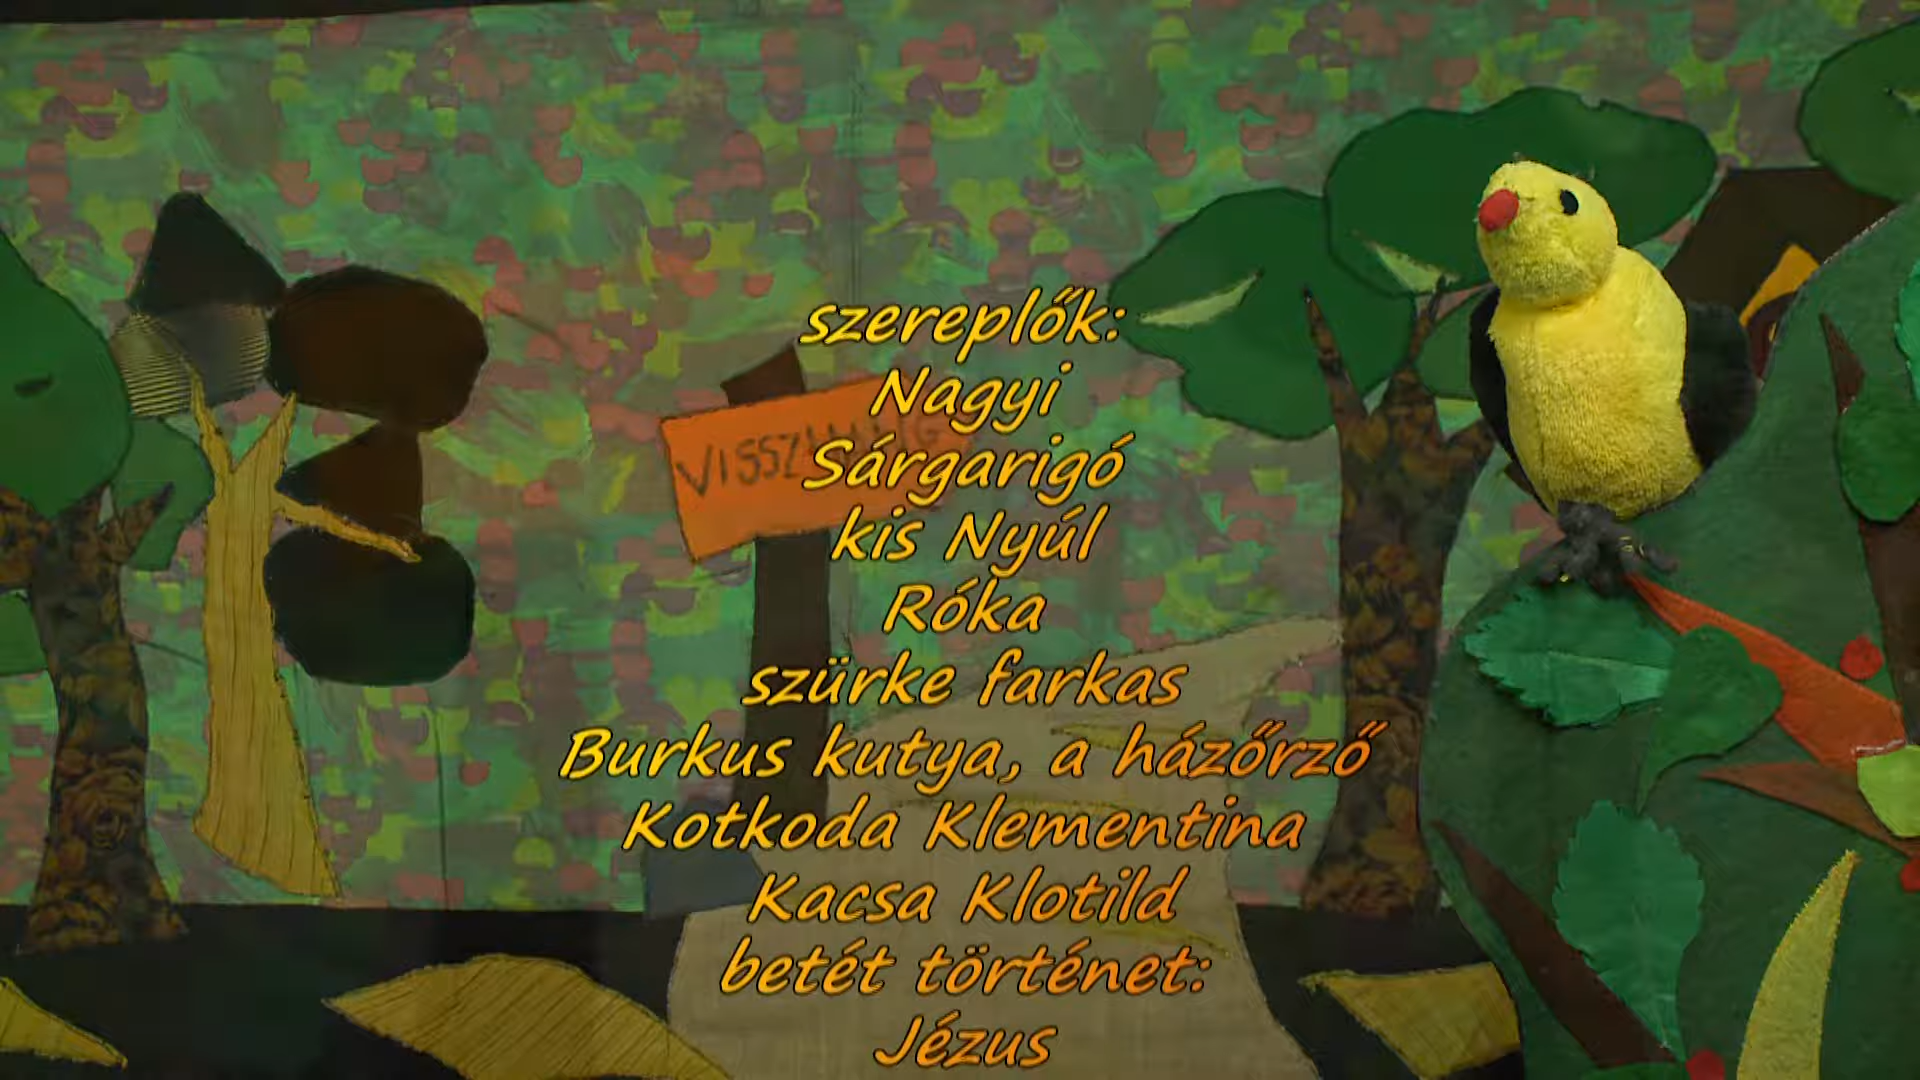 szereplők:
Nagyi
Sárgarigó
kis Nyúl
Róka
szürke farkas
Burkus kutya, a házőrző
Kotkoda Klementina
Kacsa Klotild
betét történet:
Jézus